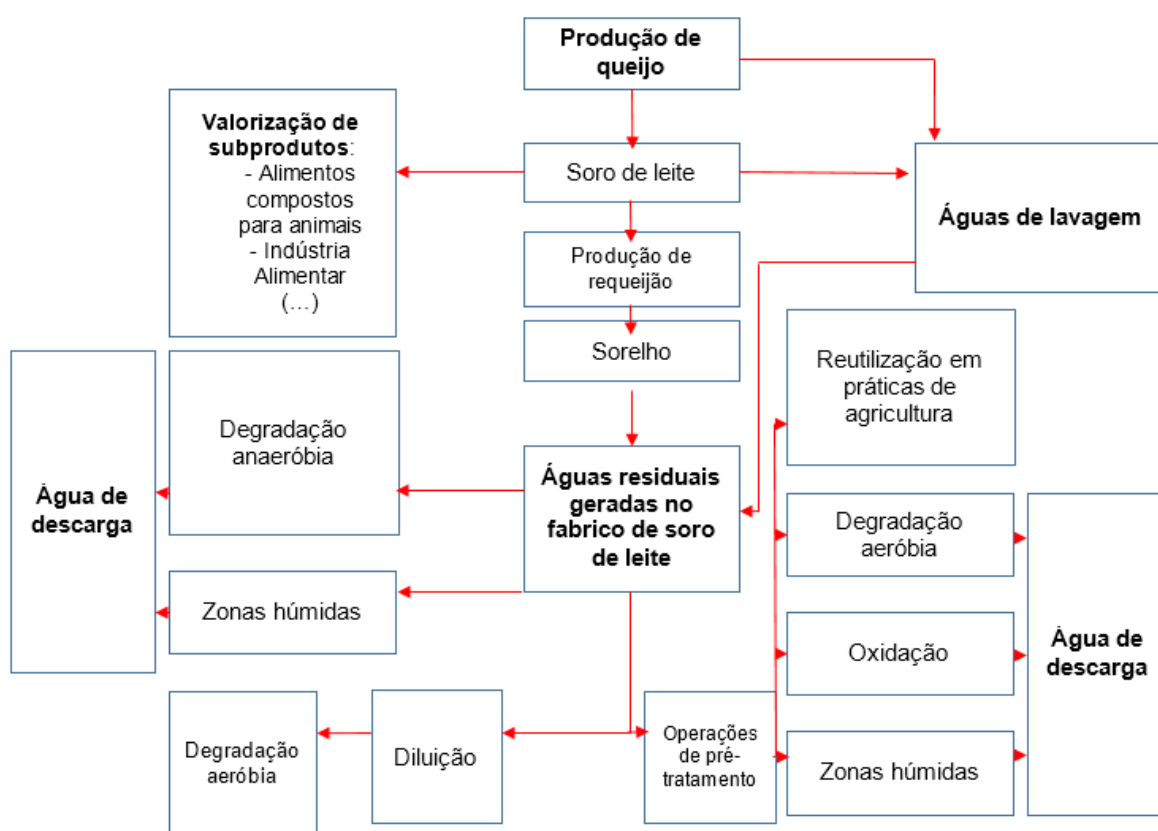 Produção de
queijo
Valorização de
subprodutos:
- Alimentos
compostos
para animais
- Indústria
Alimentar
(...)
Soro de leite
Águas de lavagem
Produção de
requeijão
Sorelho
Reutilização em
práticas de
agricultura
Degradação
anaeróbia
Água de
descarga
Águas residuais
geradas no
fabrico de soro
de leite
Degradação
aeróbia
Zonas húmidas
Oxidação
Água de
descarga
Degradação
aeróbia
Diluição
Operações
de pré-
tratamento
Zonas húmidas